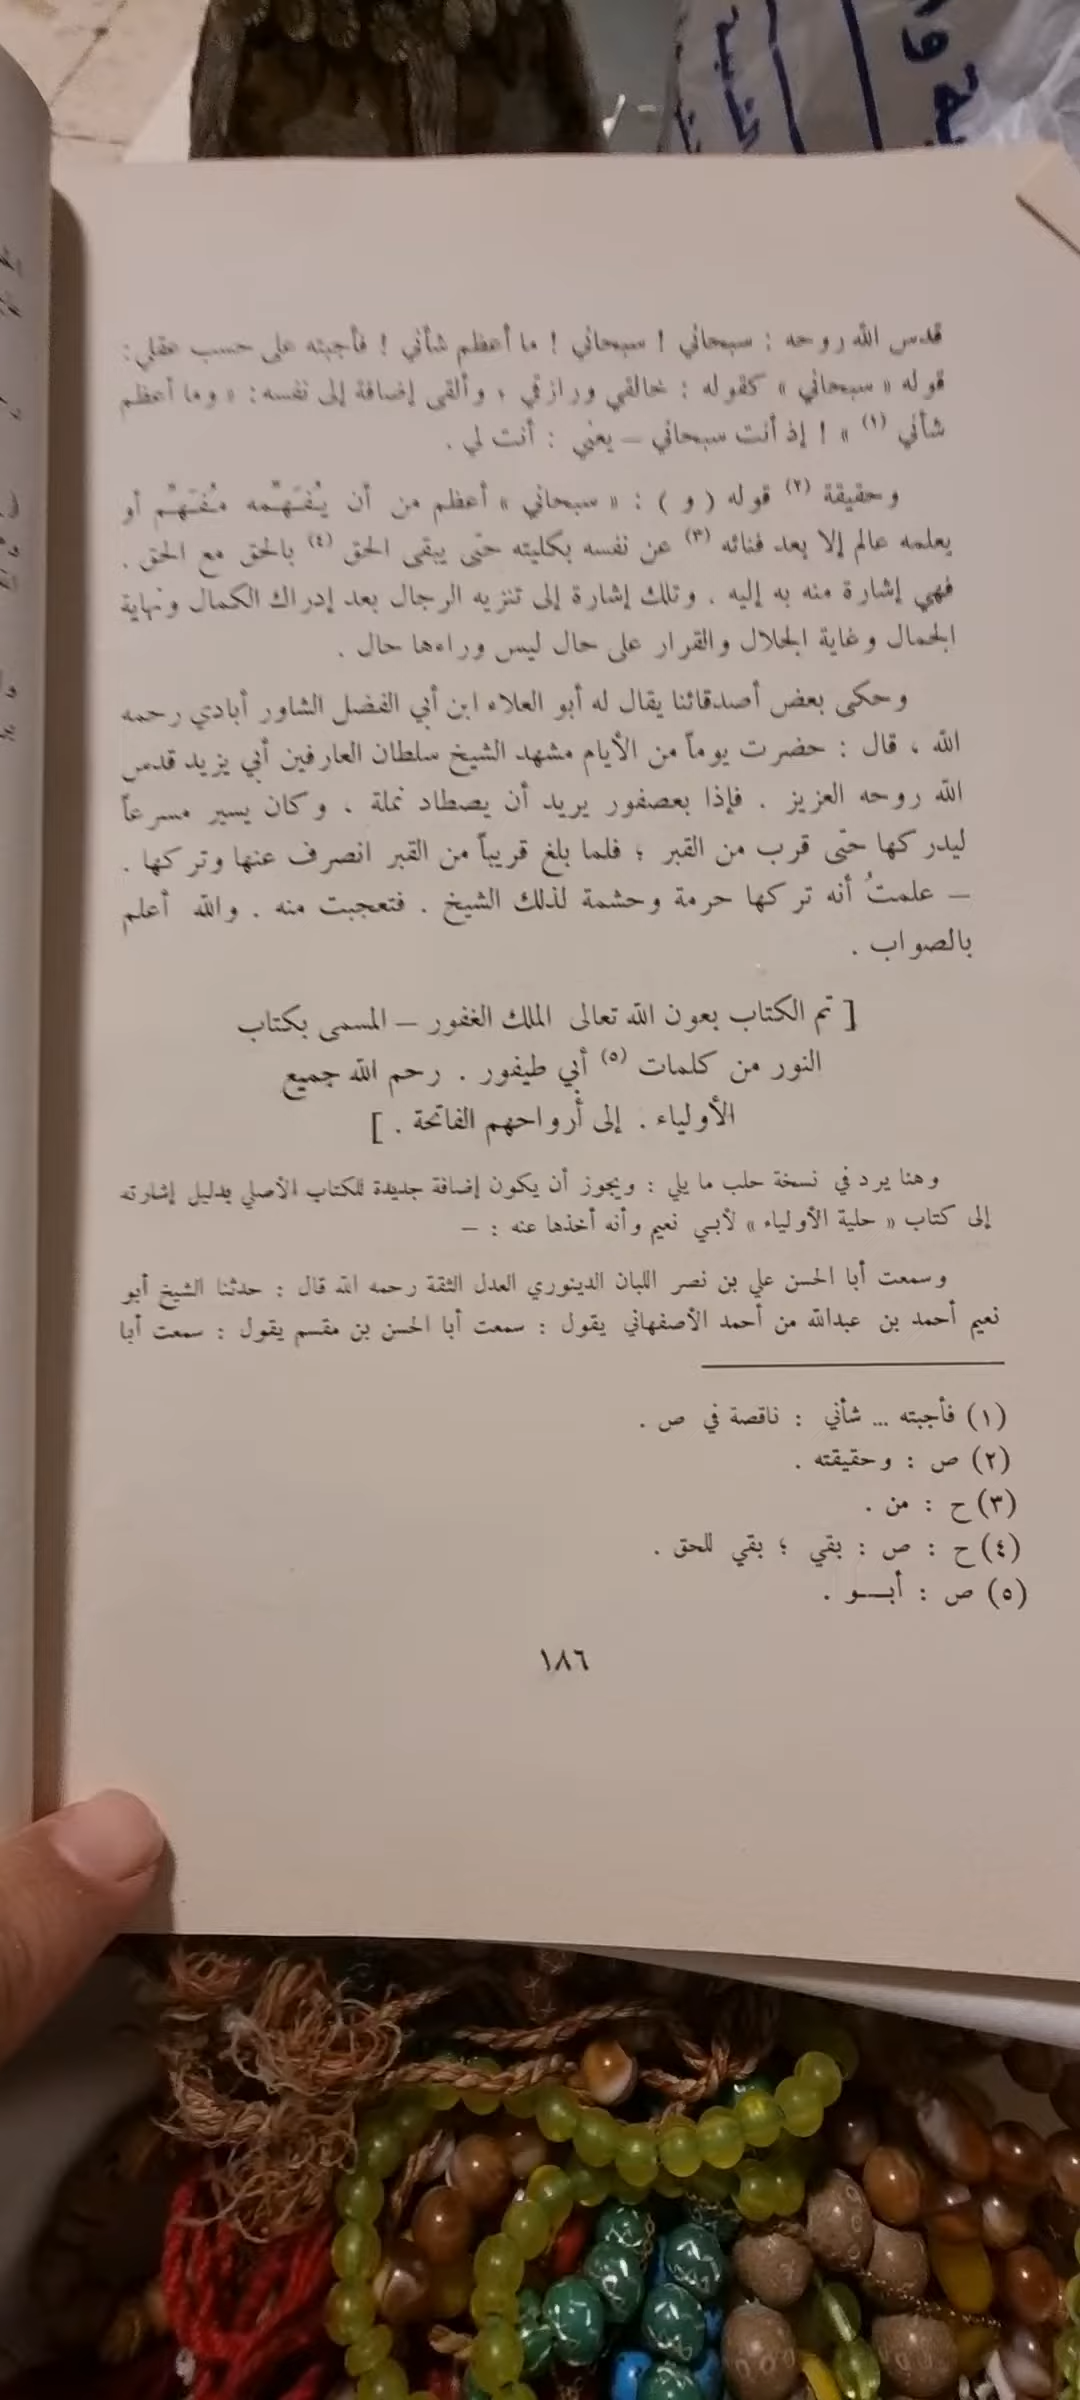 قدس الله روحه : سبحاني ! سبحاني ! ما أعظم شأني ! فأجبته على حسب عقلي :
قوله « سبحاني » كقوله : خالقي ورازقي ؛ وألقى إضافة إلى نفسه : « وما أعظم
شأني (١) » ! إذ أنت سبحاني – يعني : أنت لي .
وحقيقة (٢) قوله ( و ) : « سبحاني » أعظم من أن يُفتهّمه مُفتهّم أو
يعلمه عالم إلا بعد فنائه (٣) عن نفسه بكليته حتى يبقى الحق (٤) بالحق مع الحق .
فهي إشارة منه به إليه . وتلك إشارة إلى تنزيه الرجال بعد إدراك الكمال ونهاية
الجمال وغاية الجلال والقرار على حال ليس وراءها حال .
وحكى بعض أصدقائنا يقال له أبو العلاء ابن أبي الفضل الشاور أبادي رحمه
الله ، قال : حضرت يوماً من الأيام مشهد الشيخ سلطان العارفين أبي يزيد قدس
الله روحه العزيز . فإذا بعصفور يريد أن يصطاد نملة ، وكان يسير مسرعاً
ليدركها حتى قرب من القبر ؛ فلما بلغ قريباً من القبر انصرف عنها وتركها .
– علمتُ أنه تركها حرمة وحشمة لذلك الشيخ . فتعجبت منه . والله أعلم
بالصواب .
[ تم الكتاب بعون الله تعالى الملك الغفور – المسمى بكتاب
النور من كلمات (٥) أبي طيفور . رحم الله جميع
الأولياء . إلى أرواحهم الفاتحة . ]
وهنا يرد في نسخة حلب ما يلي : ويجوز أن يكون إضافة جديدة للكتاب الأصلي بدليل إشارته
إلى كتاب « حلية الأولياء » لأبي نعيم وأنه أخذها عنه : –
وسمعت أبا الحسن علي بن نصر اللبان الدينوري العدل الثقة رحمه الله قال : حدثنا الشيخ أبو
نعيم أحمد بن عبدالله من أحمد الأصفهاني يقول : سمعت أبا الحسن بن مقسم يقول : سمعت أبا
(١) فأجبته ... شأني : ناقصة في ص .
(٢) ص : وحقيقته .
(٣) ح : من .
(٤) ح : ص : بقي ؛ بقي للحق .
(٥) ص : أبـــو .
١٨٦